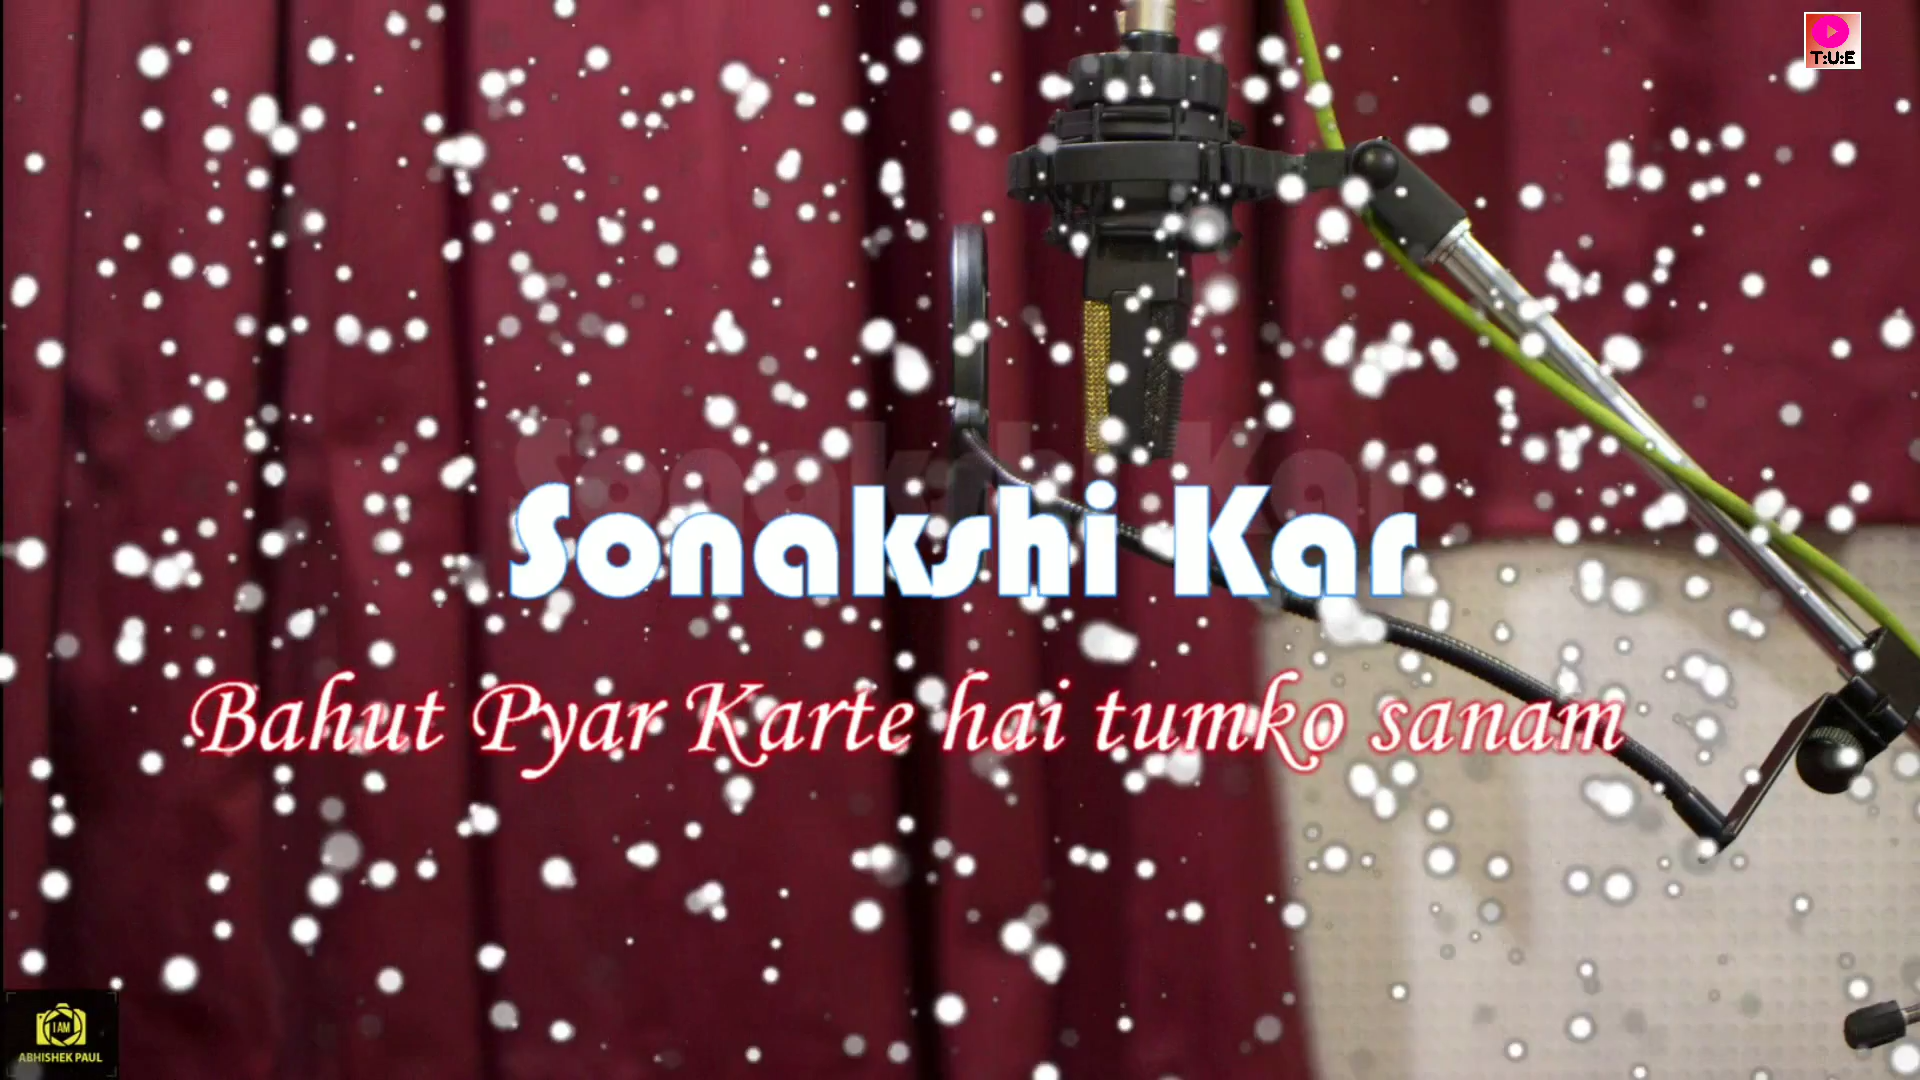 T:U:E
Sonakshi Kar
Bahut Pyar Karte hai tumko sanam
I AM
ABHISHEK PAUL